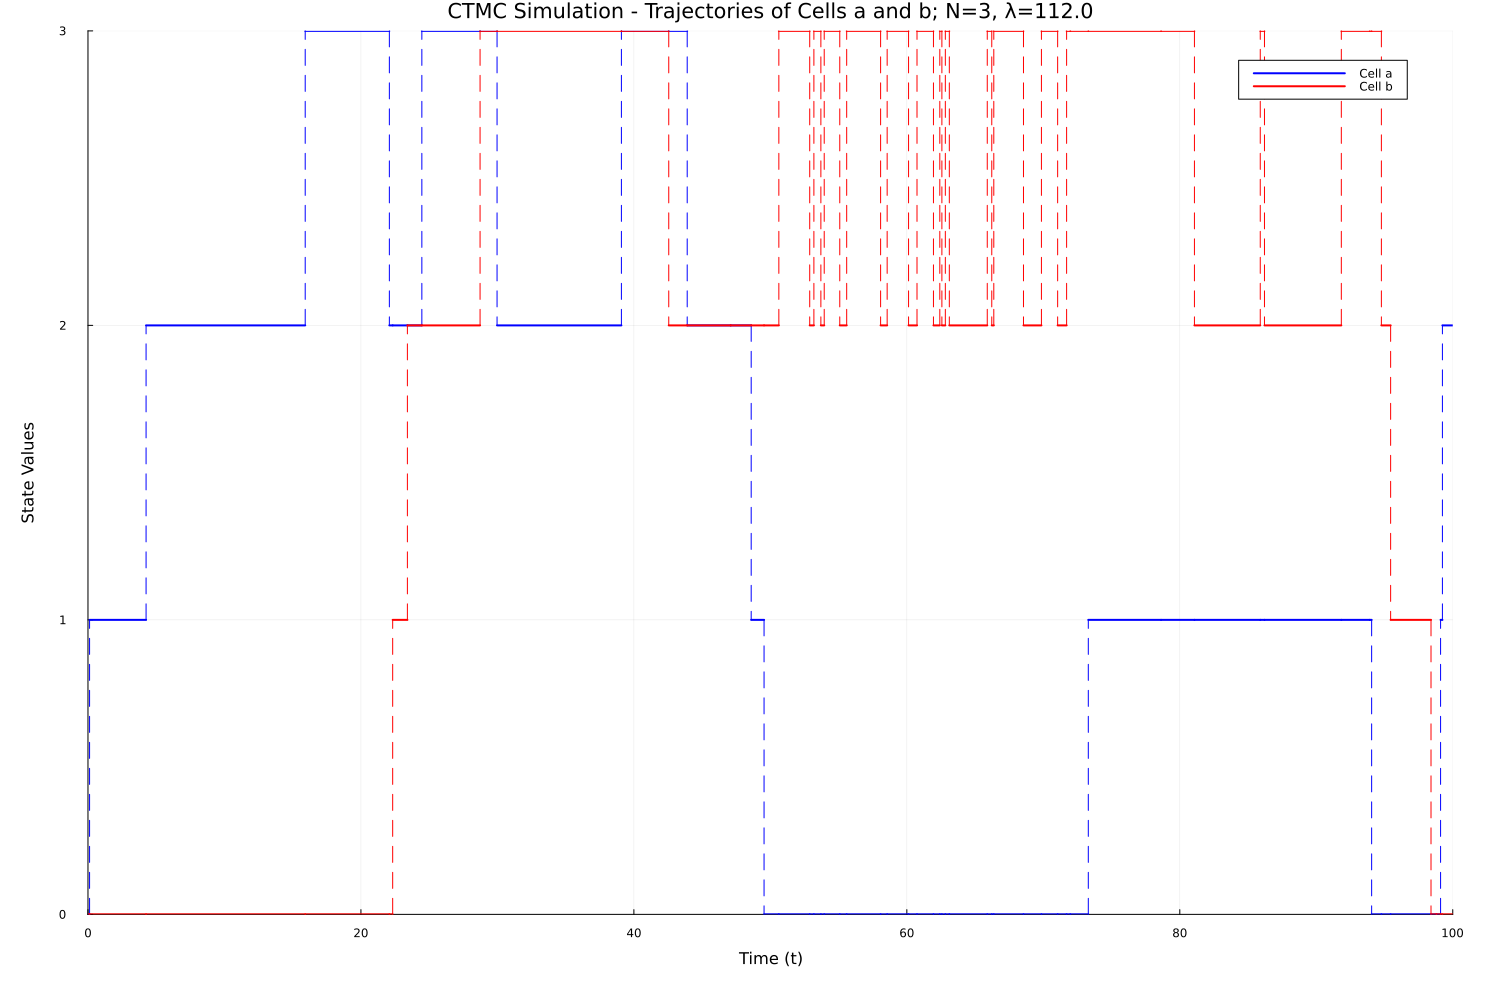 CTMC Simulation - Trajectories of Cells a and b; N=3, λ=112.0
3
Cell a
Cell b
2
State Values
1
0
0 20 40 60 80 100
Time (t)